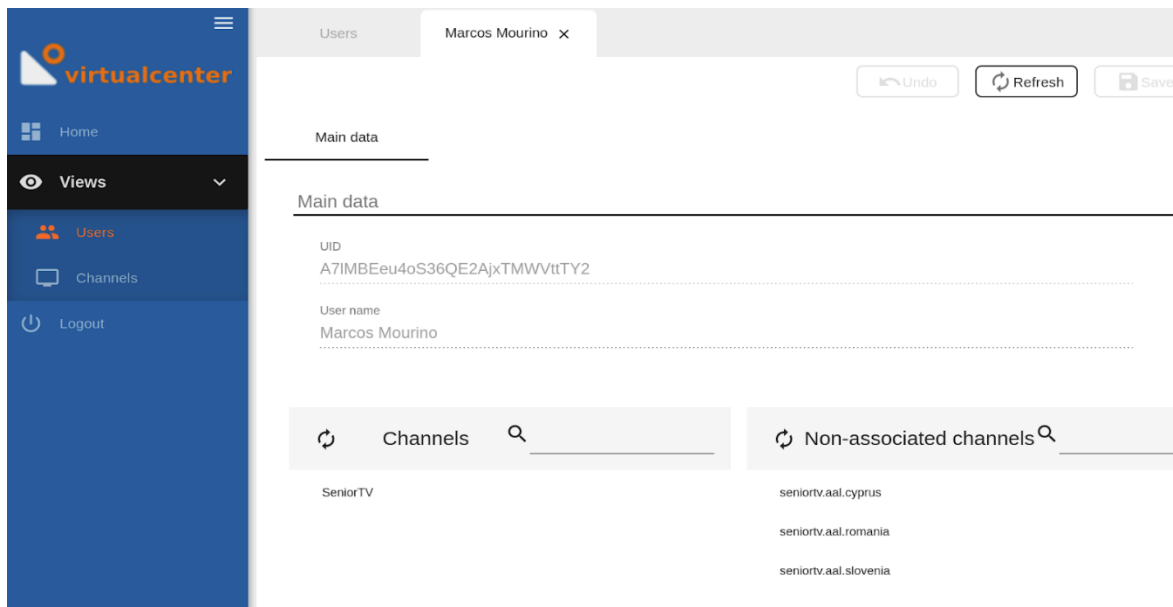 Users
Marcos Mourino
virtualcenter
Undo
Refresh
Save
Home
Main data
Views
Main data
Users
UID
A7lMBEeu4oS36QE2AjxTMWVttTY2
Channels
User name
Logout
Marcos Mourino
Channels
Non-associated channels
SeniorTV
seniortv.aal.cyprus
seniortv.aal.romania
seniortv.aal.slovenia